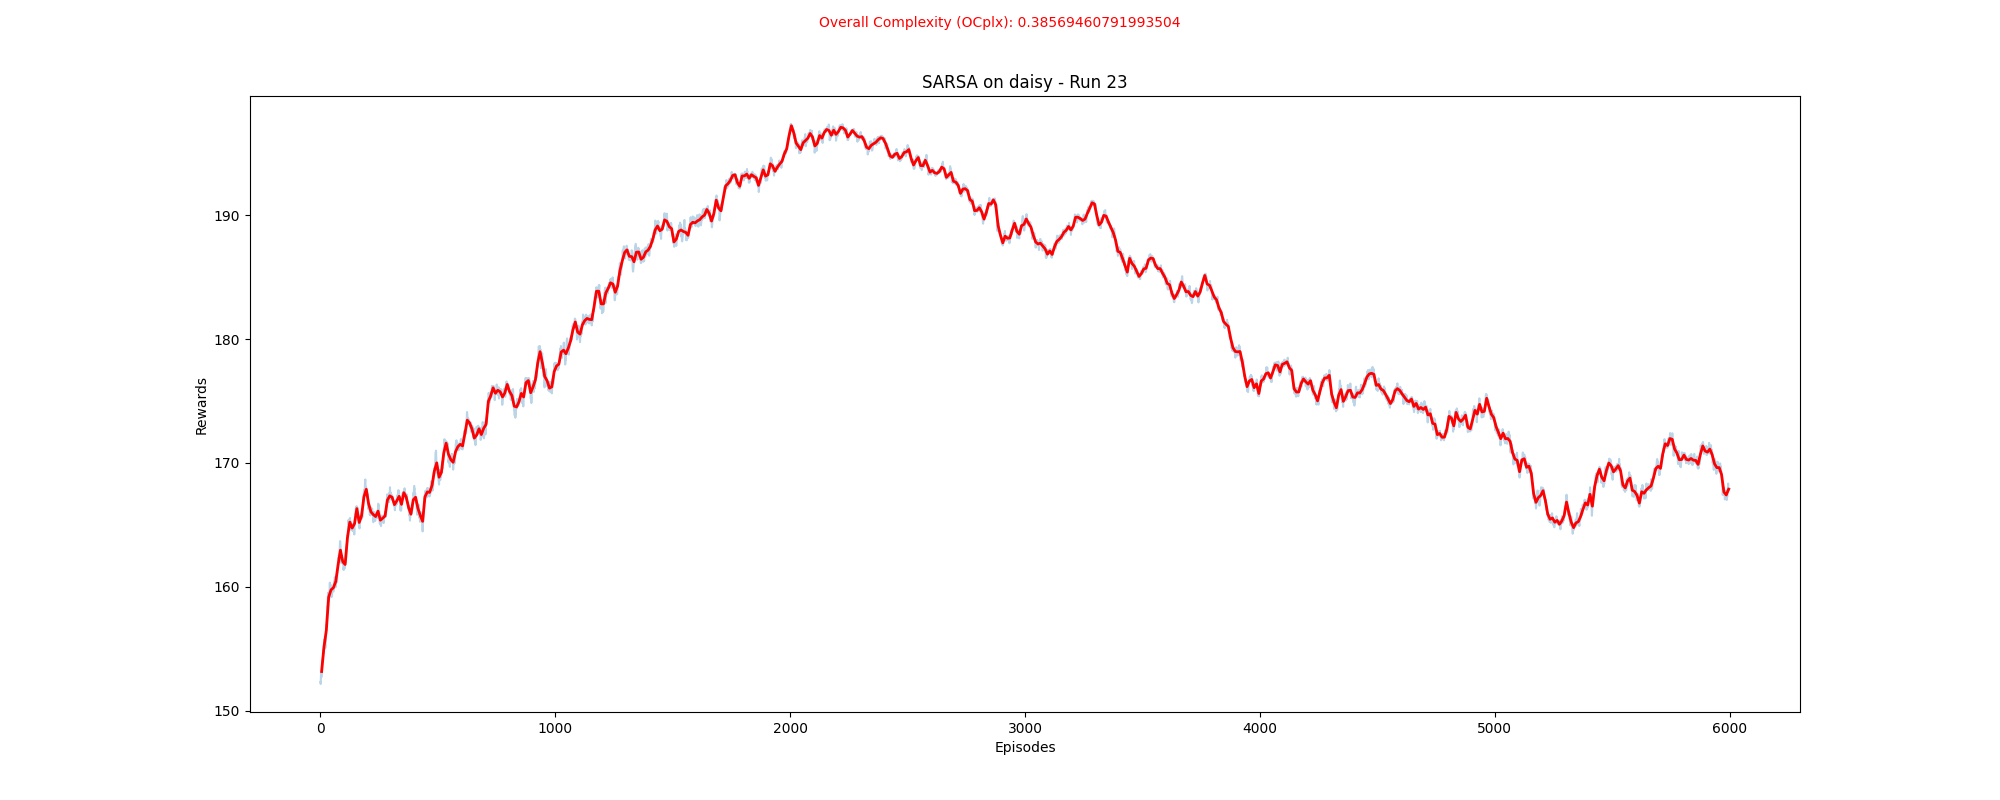 Overall Complexity (OCplx): 0.38569460791993504
SARSA on daisy - Run 23
Rewards
190
180
170
160
150
0 1000 2000 3000 4000 5000 6000
Episodes